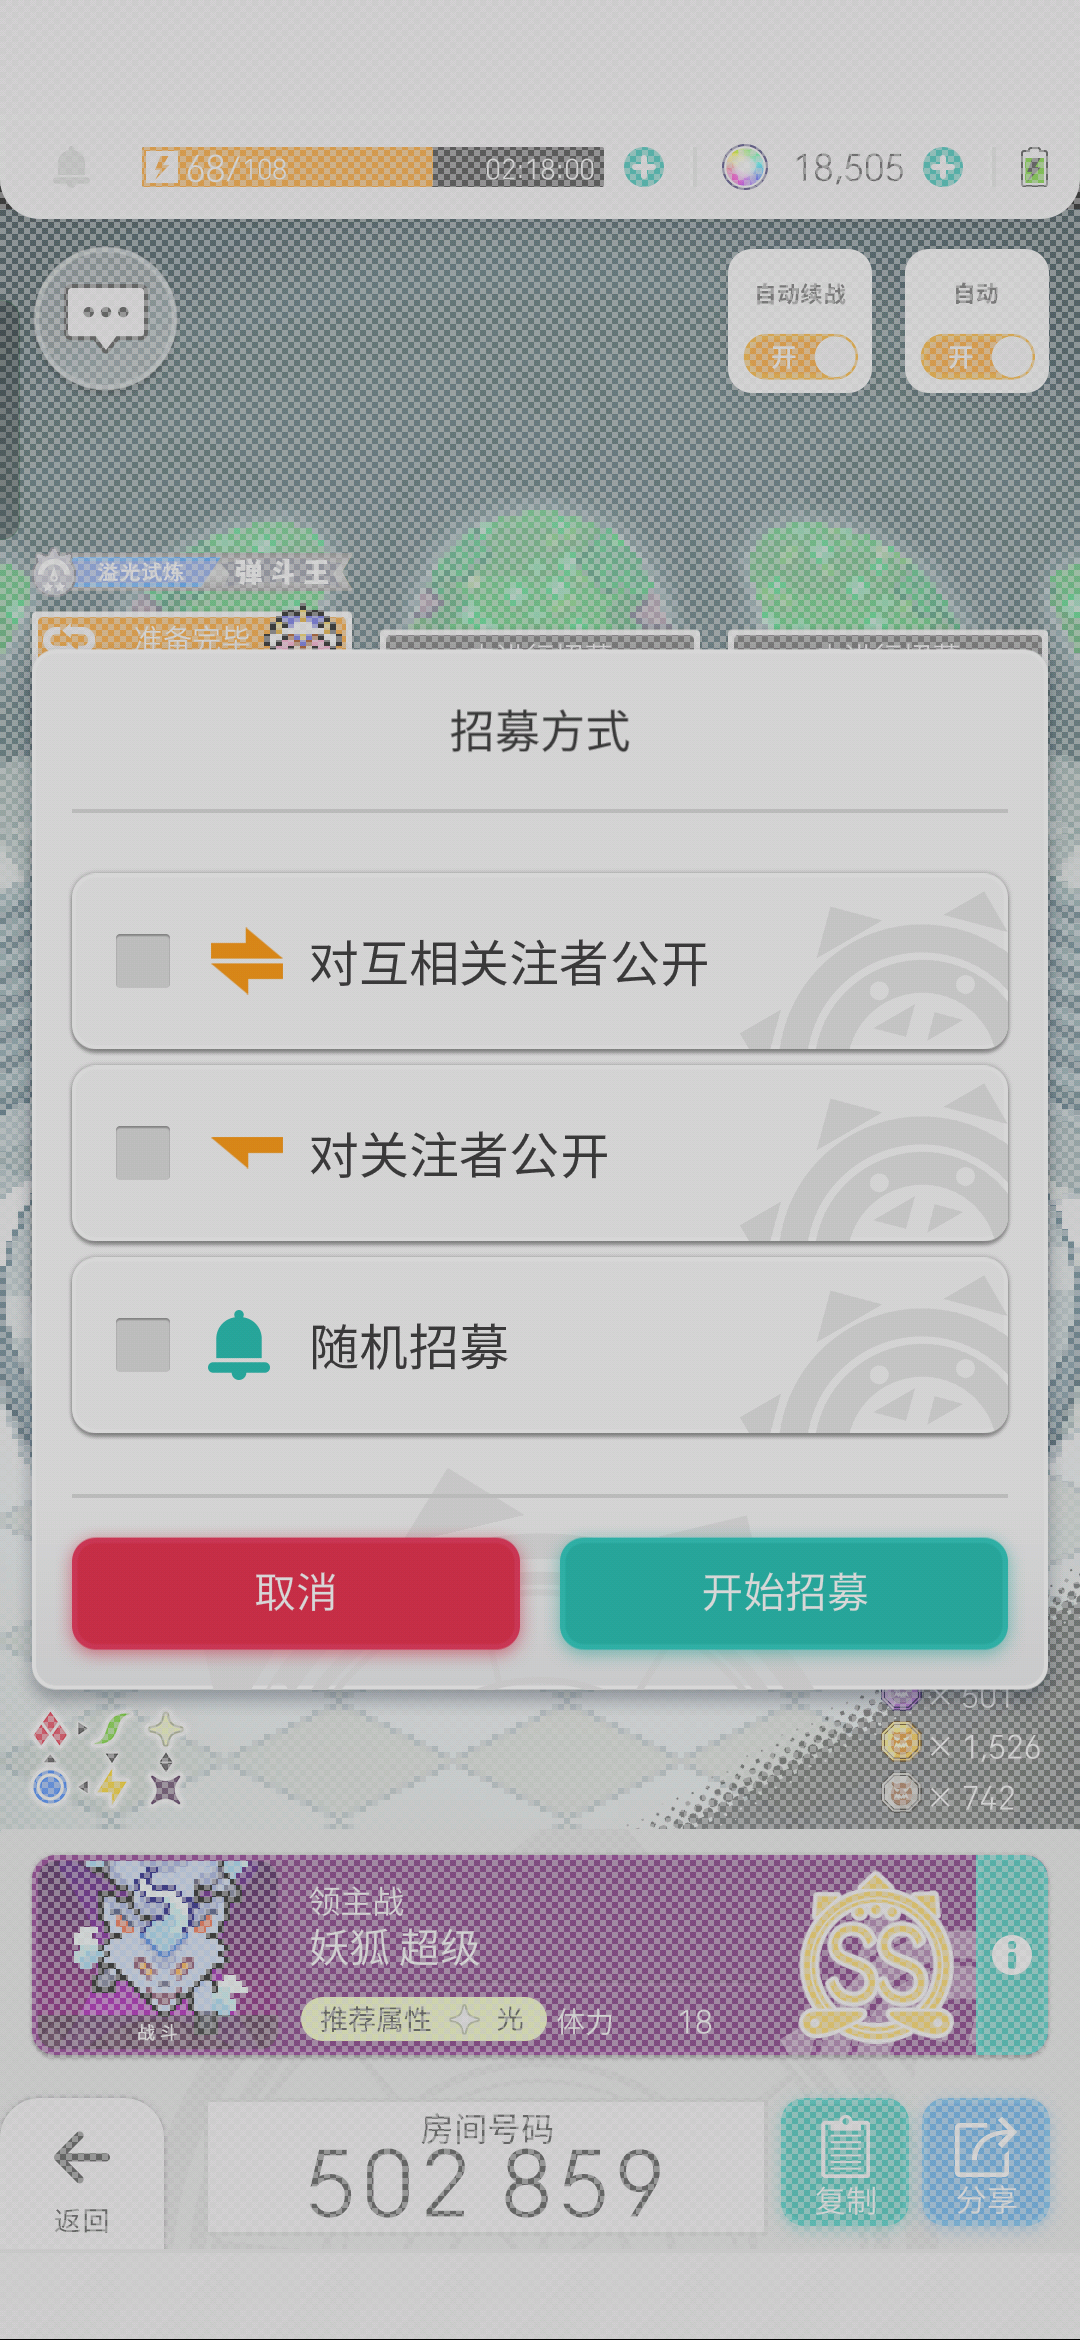 68/108
02:18:00
18,505
自动续战
自动
开
开
溢光试炼
弹斗王
准备完毕
招募方式
对互相关注者公开
对关注者公开
随机招募
取消
开始招募
× 501
× 1,526
× 742
领主战
妖狐 超级
SS
推荐属性 光
体力 18
战斗
房间号码
502 859
返回
复制
分享